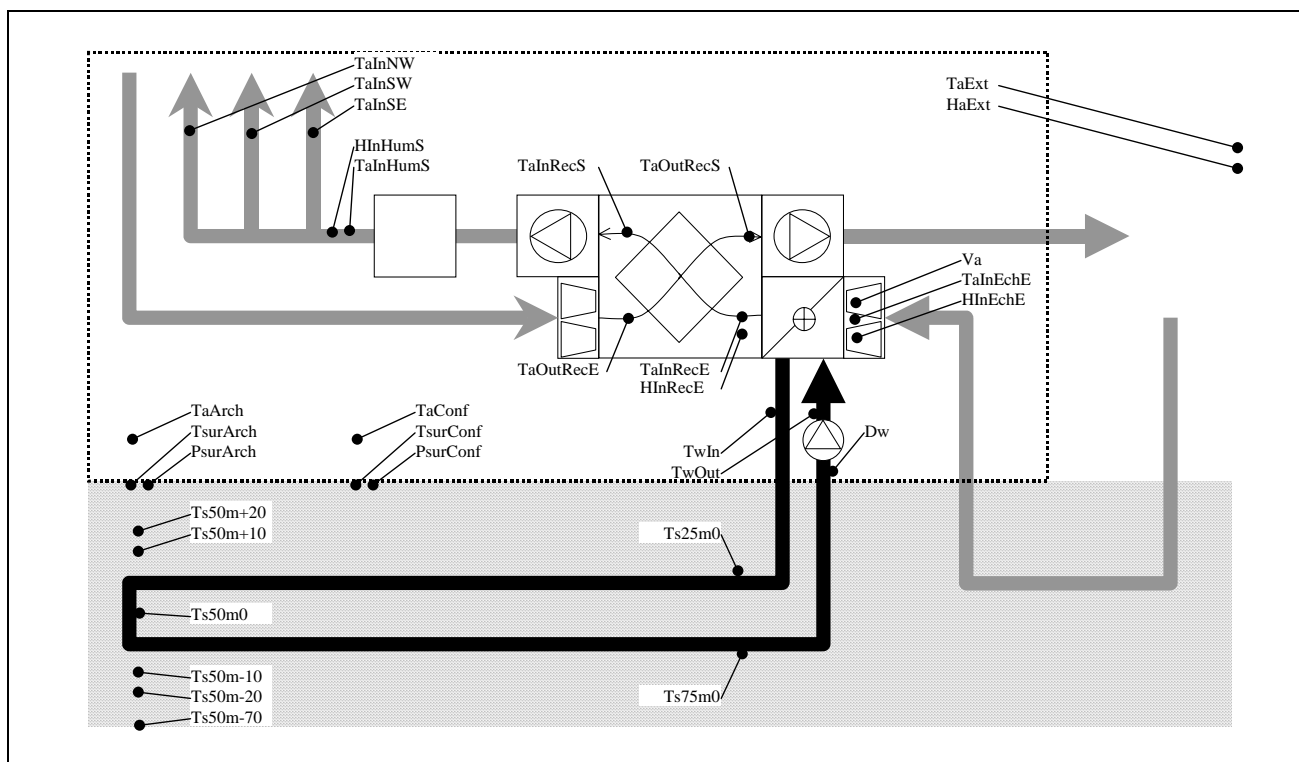 TaInNW
TaInSW
TaInSE
TaExt
HaExt
HInHumS
TaInHumS
TaInRecS
TaOutRecS
Va
TaInEchE
HInEchE
TaOutRecE
TaInRecE
HInRecE
TaArch
TsurArch
PsurArch
TaConf
TsurConf
PsurConf
TwIn
TwOut
Dw
Ts50m+20
Ts50m+10
Ts25m0
Ts50m0
Ts50m-10
Ts50m-20
Ts50m-70
Ts75m0